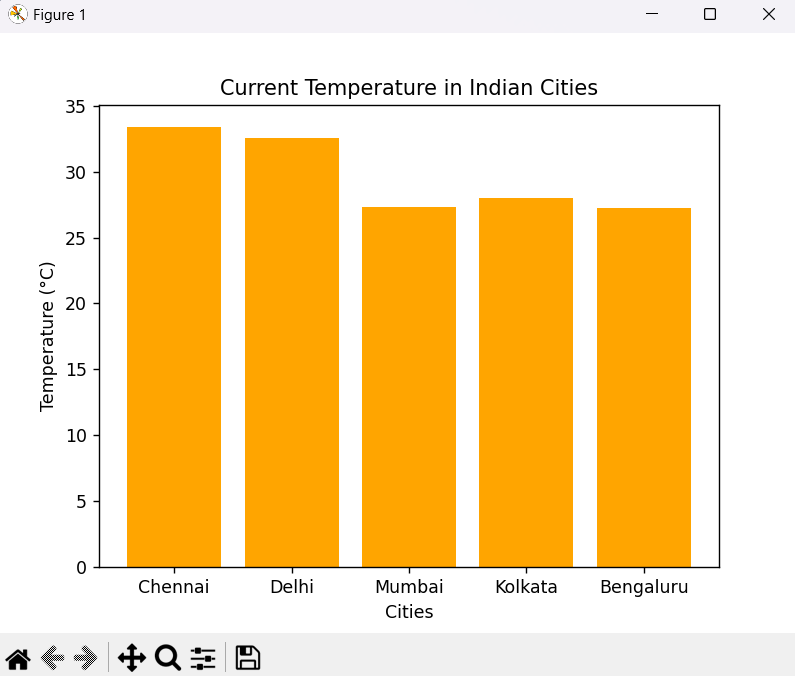 Figure 1
Current Temperature in Indian Cities
35
30
25
20
15
10
5
0
Temperature (°C)
Chennai Delhi Mumbai Kolkata Bengaluru
Cities